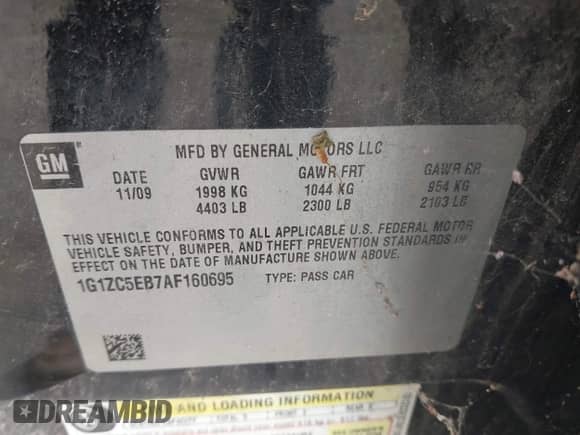 GM
MFD BY GENERAL MOTORS LLC
DATE GVWR GAWR FRT GAWR RR
11/09 1998 KG 1044 KG 954 KG
4403 LB 2300 LB 2103 LB
THIS VEHICLE CONFORMS TO ALL APPLICABLE U.S. FEDERAL MOTOR
VEHICLE SAFETY, BUMPER, AND THEFT PREVENTION STANDARDS IN
EFFECT ON THE DATE OF MANUFACTURE SHOWN ABOVE.
1G1ZC5EB7AF160695 TYPE: PASS CAR
AND LOADING INFORMATION
DREAMBID